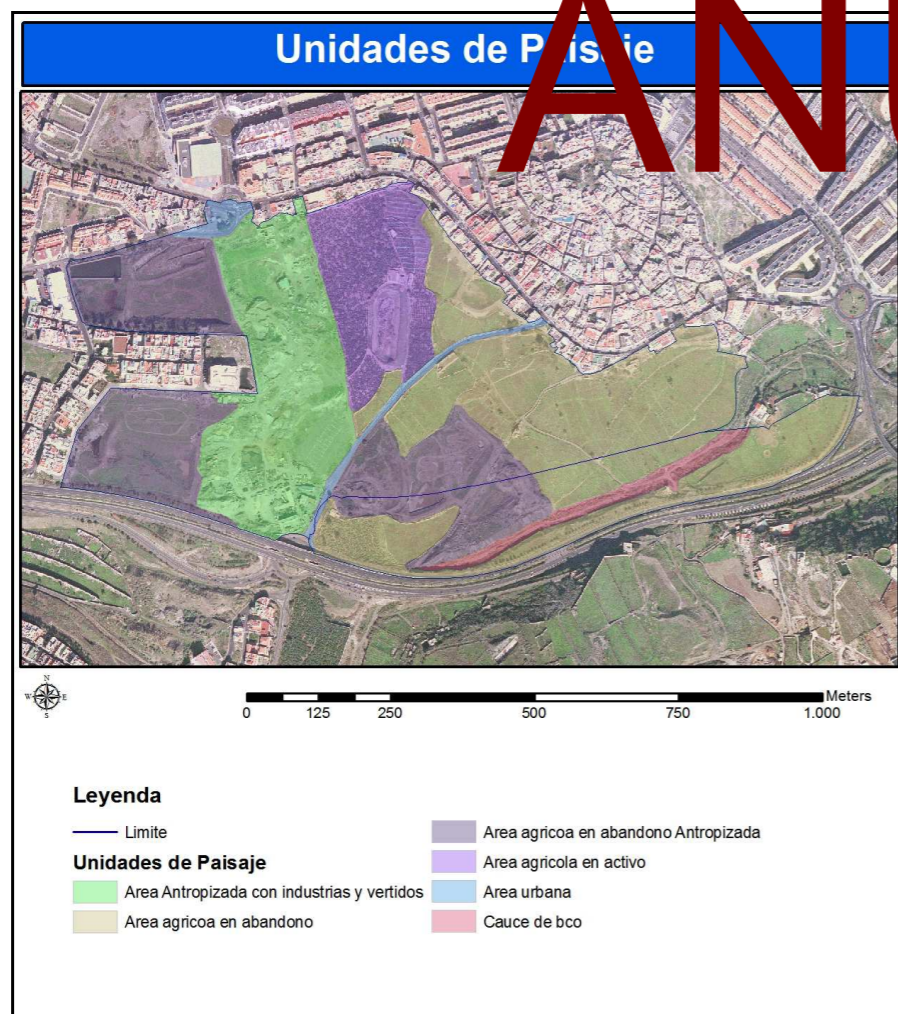 Unidades de Paisaje
ANU
N
W E
S
0 125 250 500 750 1.000 Meters
Leyenda
Limite
Unidades de Paisaje
Area Antropizada con industrias y vertidos
Area agricoa en abandono
Area agricoa en abandono Antropizada
Area agricola en activo
Area urbana
Cauce de bco